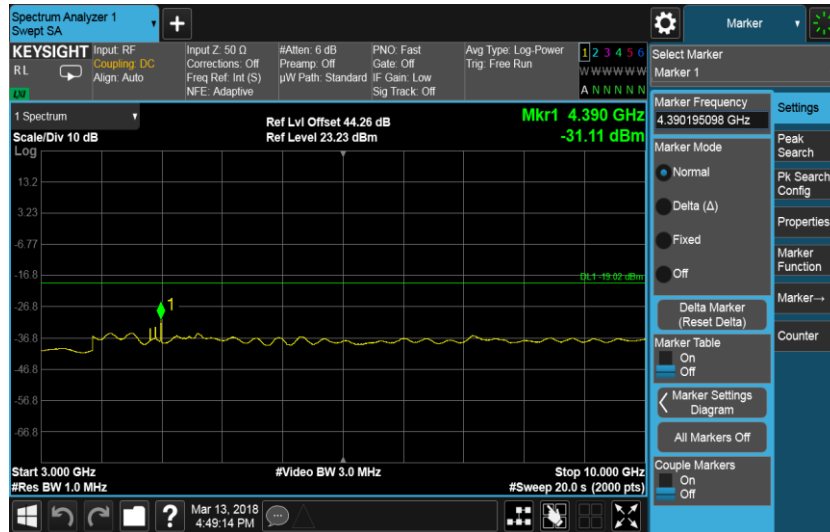 Spectrum Analyzer 1
Swept SA
Marker
KEYSIGHT
RL
LXI
Input: RF
Coupling: DC
Align: Auto
Input Z: 50 Ω
Corrections: Off
Freq Ref: Int (S)
NFE: Adaptive
#Atten: 6 dB
Preamp: Off
µW Path: Standard
PNO: Fast
Gate: Off
IF Gain: Low
Sig Track: Off
Avg Type: Log-Power
Trig: Free Run
1 2 3 4 5 6
W W W W W W
A N N N N N
1 Spectrum
Scale/Div 10 dB
Log
Ref Lvl Offset 44.26 dB
Ref Level 23.23 dBm
Mkr1 4.390 GHz
-31.11 dBm
13.2
3.23
-6.77
-16.8
-26.8
-36.8
-46.8
-56.8
-66.8
DL1 -19.02 dBm
1
Start 3.000 GHz
#Res BW 1.0 MHz
#Video BW 3.0 MHz
Stop 10.000 GHz
#Sweep 20.0 s (2000 pts)
Select Marker
Marker 1
Marker Frequency
4.390195098 GHz
Marker Mode
Normal
Delta (Δ)
Fixed
Off
Delta Marker
(Reset Delta)
Marker Table
On
Off
Marker Settings
Diagram
All Markers Off
Couple Markers
On
Off
Settings
Peak
Search
Pk Search
Config
Properties
Marker
Function
Marker→
Counter
?
Mar 13, 2018
4:49:14 PM